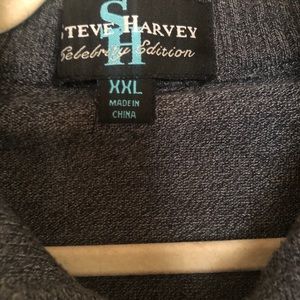 STEVE HARVEY
SH
Celebrity Edition
XXL
MADE IN
CHINA